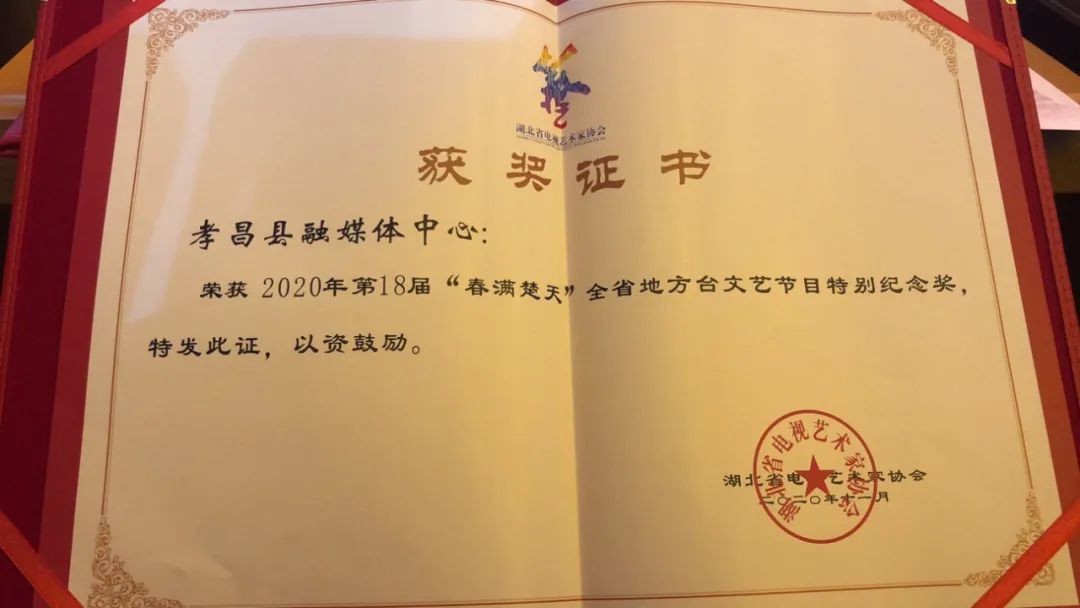 湖北省电视艺术家协会
获奖证书
孝昌县融媒体中心:
荣获 2020年第18届“春满楚天”全省地方台文艺节目特别纪念奖,
特发此证,以资鼓励。
湖北省电视艺术家协会
湖北省电视艺术家协会
二〇二〇年十一月